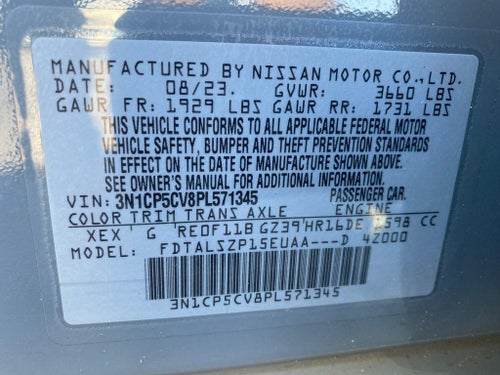 MANUFACTURED BY NISSAN MOTOR CO.,LTD.
DATE: 08/23. GVWR: 3660 LBS
GAWR FR: 1929 LBS GAWR RR: 1731 LBS
THIS VEHICLE CONFORMS TO ALL APPLICABLE FEDERAL MOTOR
VEHICLE SAFETY, BUMPER AND THEFT PREVENTION STANDARDS
IN EFFECT ON THE DATE OF MANUFACTURE SHOWN ABOVE.
SEE OWNER'S MANUAL FOR ADDITIONAL INFORMATION.
VIN: 3N1CP5CV8PL571345 PASSENGER CAR.
COLOR TRIM TRANS AXLE ENGINE
XEX G RE0F11B GZ39 HR16DE 1598 CC
MODEL: FDTALSZP15EUAA---D 4Z000
3N1CP5CV8PL571345